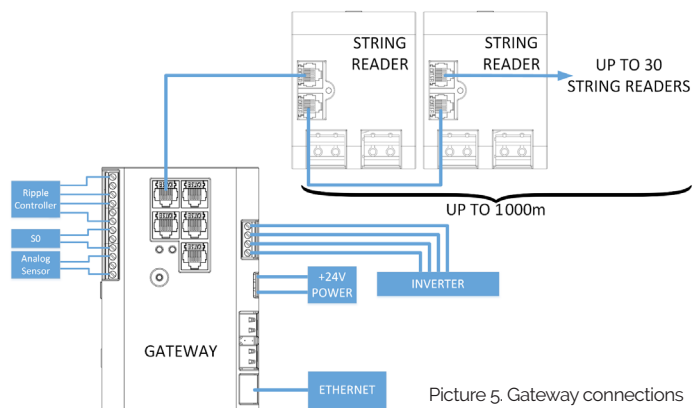 STRING
READER
STRING
READER
UP TO 30
STRING READERS
UP TO 1000m
Ripple
Controller
S0
Analog
Sensor
+24V
POWER
INVERTER
GATEWAY
ETHERNET
Picture 5. Gateway connections